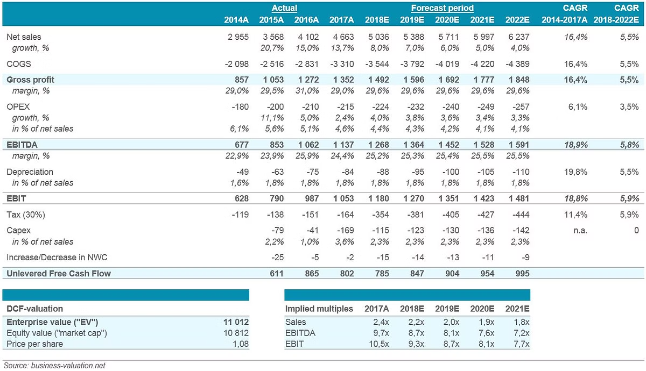 Actual Forecast period CAGR CAGR
2014A 2015A 2016A 2017A 2018E 2019E 2020E 2021E 2022E 2014-2017A 2018-2022E
Net sales 2 955 3 568 4 102 4 663 5 036 5 388 5 711 5 997 6 237 16,4% 5,5%
growth, % 20,7% 15,0% 13,7% 8,0% 7,0% 6,0% 5,0% 4,0%
COGS -2 098 -2 516 -2 831 -3 310 -3 544 -3 792 -4 019 -4 220 -4 389 16,4% 5,5%
Gross profit 857 1 053 1 272 1 352 1 492 1 596 1 692 1 777 1 848 16,4% 5,5%
margin, % 29,0% 29,5% 31,0% 29,0% 29,6% 29,6% 29,6% 29,6% 29,6%
OPEX -180 -200 -210 -215 -224 -232 -240 -249 -257 6,1% 3,5%
growth, % 11,1% 5,0% 2,4% 4,0% 3,8% 3,6% 3,4% 3,3%
in % of net sales 6,1% 5,6% 5,1% 4,6% 4,4% 4,3% 4,2% 4,1% 4,1%
EBITDA 677 853 1 062 1 137 1 268 1 364 1 452 1 528 1 591 18,9% 5,8%
margin, % 22,9% 23,9% 25,9% 24,4% 25,2% 25,3% 25,4% 25,5% 25,5%
Depreciation -49 -63 -75 -84 -88 -95 -100 -105 -110 19,8% 5,5%
in % of net sales 1,6% 1,8% 1,8% 1,8% 1,8% 1,8% 1,8% 1,8% 1,8%
EBIT 628 790 987 1 053 1 180 1 270 1 351 1 423 1 481 18,8% 5,9%
Tax (30%) -119 -138 -151 -164 -354 -381 -405 -427 -444 11,4% 5,9%
Capex -79 -41 -169 -115 -123 -130 -136 -142 n.a. 0
in % of net sales 2,2% 1,0% 3,6% 2,3% 2,3% 2,3% 2,3% 2,3%
Increase/Decrease in NWC -25 -5 -2 -15 -14 -13 -11 -9
Unlevered Free Cash Flow 611 865 802 785 847 904 954 995
DCF-valuation Implied multiples 2017A 2018E 2019E 2020E 2021E
Enterprise value ("EV") 11 012 Sales 2,4x 2,2x 2,0x 1,9x 1,8x
Equity value ("market cap") 10 812 EBITDA 9,7x 8,7x 8,1x 7,6x 7,2x
Price per share 1,08 EBIT 10,5x 9,3x 8,7x 8,1x 7,7x
Source: business-valuation.net